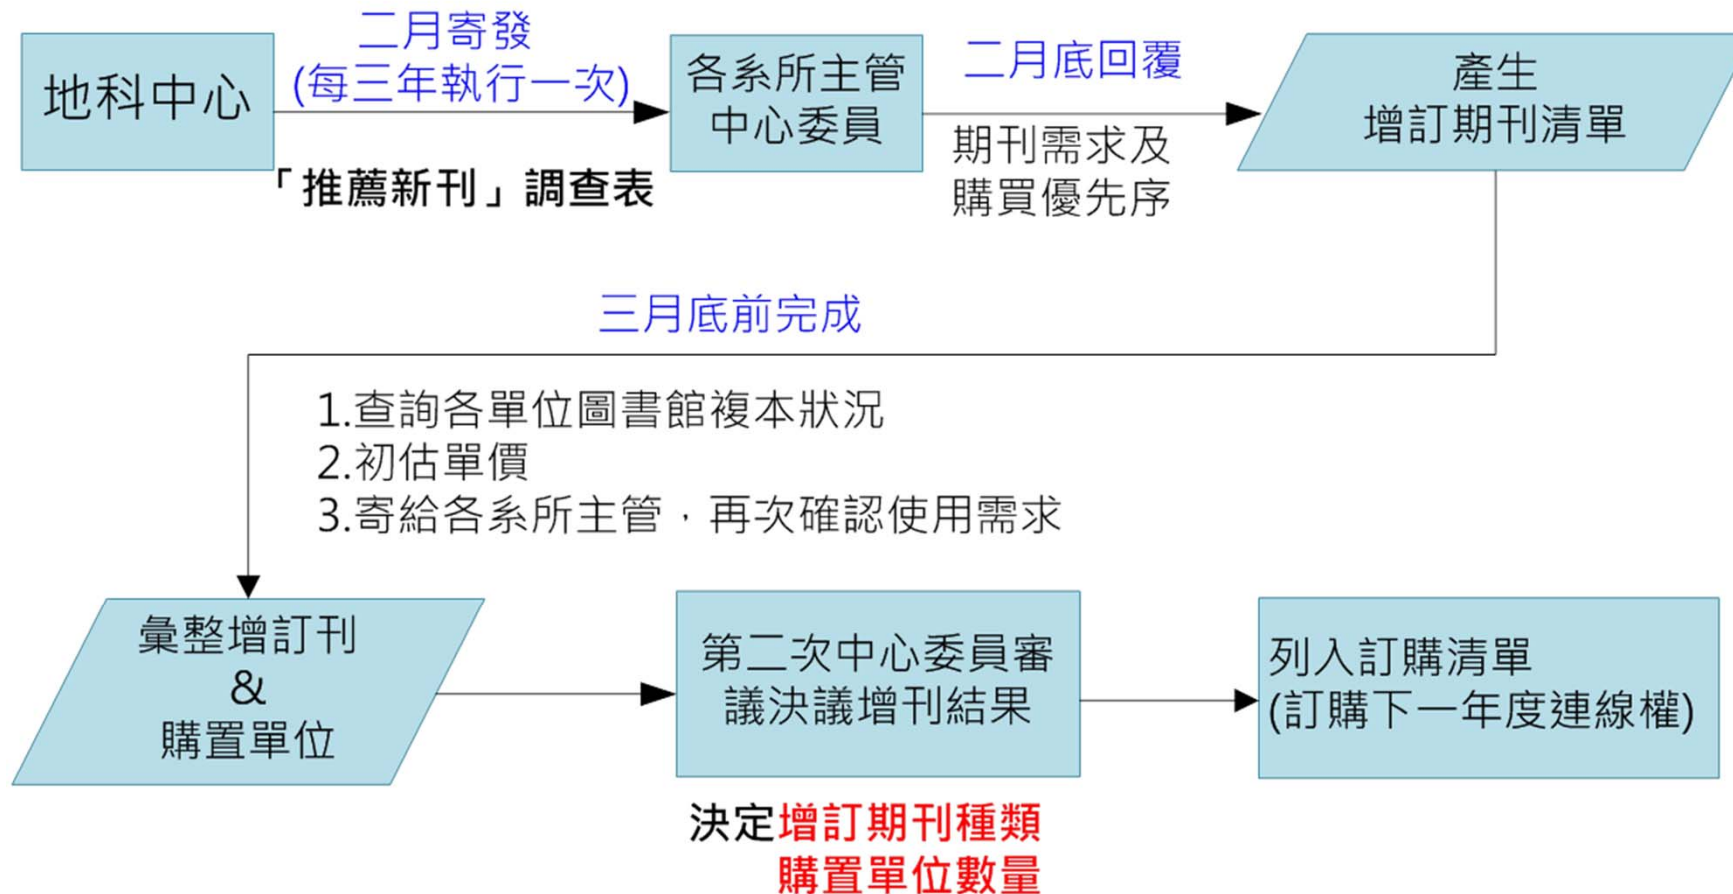 地科中心
二月寄發
(每三年執行一次)
「推薦新刊」調查表
各系所主管
中心委員
二月底回覆
期刊需求及
購買優先序
產生
增訂期刊清單
三月底前完成
1.查詢各單位圖書館複本狀況
2.初估單價
3.寄給各系所主管，再次確認使用需求
彙整增訂刊
&
購置單位
第二次中心委員審
議決議增刊結果
決定增訂期刊種類
購置單位數量
列入訂購清單
(訂購下一年度連線權)